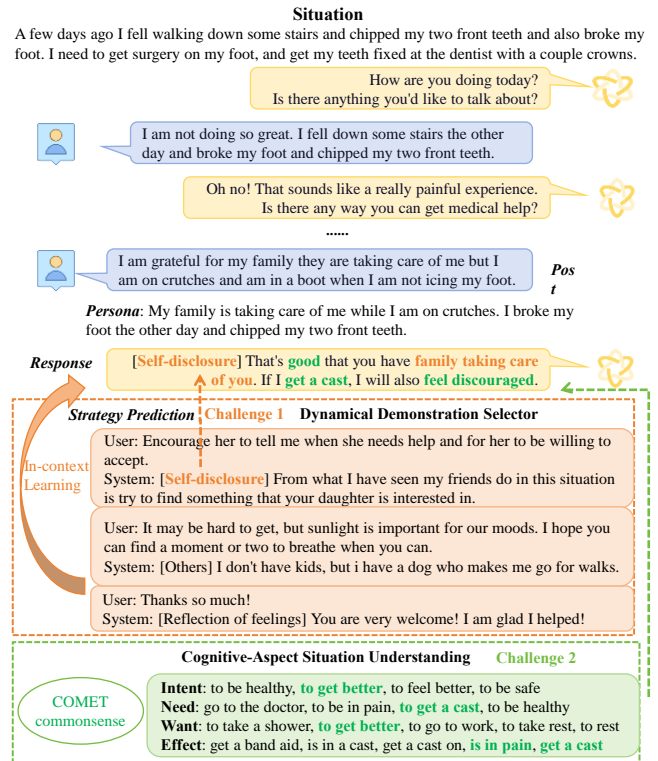 Situation
A few days ago I fell walking down some stairs and chipped my two front teeth and also broke my
foot. I need to get surgery on my foot, and get my teeth fixed at the dentist with a couple crowns.
How are you doing today?
Is there anything you'd like to talk about?
I am not doing so great. I fell down some stairs the other
day and broke my foot and chipped my two front teeth.
Oh no! That sounds like a really painful experience.
Is there any way you can get medical help?
......
I am grateful for my family they are taking care of me but I
am on crutches and am in a boot when I am not icing my foot.
Pos
t
Persona: My family is taking care of me while I am on crutches. I broke my
foot the other day and chipped my two front teeth.
Response
[Self-disclosure] That's good that you have family taking care
of you. If I get a cast, I will also feel discouraged.
Strategy Prediction Challenge 1 Dynamical Demonstration Selector
In-context
Learning
User: Encourage her to tell me when she needs help and for her to be willing to
accept.
System: [Self-disclosure] From what I have seen my friends do in this situation
is try to find something that your daughter is interested in.
User: It may be hard to get, but sunlight is important for our moods. I hope you
can find a moment or two to breathe when you can.
System: [Others] I don't have kids, but i have a dog who makes me go for walks.
User: Thanks so much!
System: [Reflection of feelings] You are very welcome! I am glad I helped!
Cognitive-Aspect Situation Understanding Challenge 2
COMET
commonsense
Intent: to be healthy, to get better, to feel better, to be safe
Need: go to the doctor, to be in pain, to get a cast, to be healthy
Want: to take a shower, to get better, to go to work, to take rest, to rest
Effect: get a band aid, is in a cast, get a cast on, is in pain, get a cast